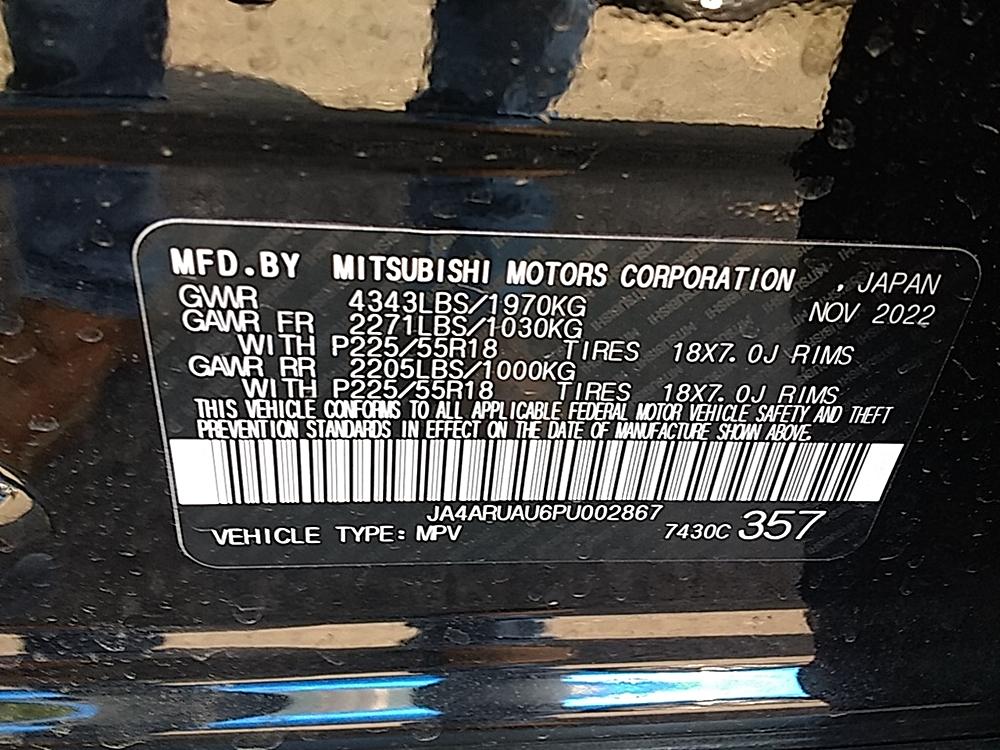 MFD.BY MITSUBISHI MOTORS CORPORATION , JAPAN
GVWR 4343LBS/1970KG NOV 2022
GAWR FR 2271LBS/1030KG
WITH P225/55R18 TIRES 18X7.0J RIMS
GAWR RR 2205LBS/1000KG
WITH P225/55R18 TIRES 18X7.0J RIMS
THIS VEHICLE CONFORMS TO ALL APPLICABLE FEDERAL MOTOR VEHICLE SAFETY AND THEFT
PREVENTION STANDARDS IN EFFECT ON THE DATE OF MANUFACTURE SHOWN ABOVE.
JA4ARUAU6PU002867
VEHICLE TYPE: MPV 7430C 357